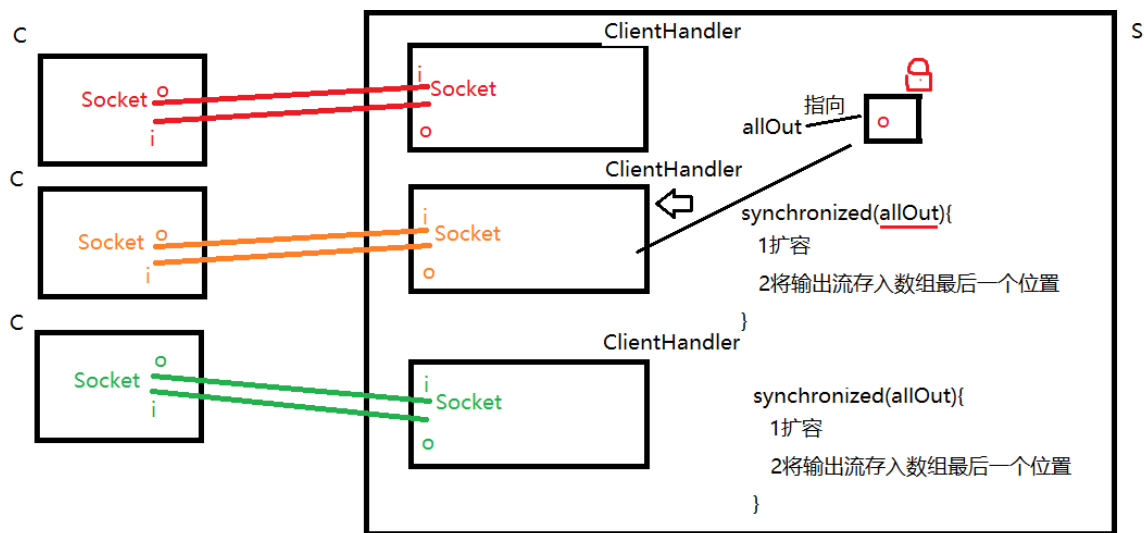 C
Socket
o
i
C
Socket
o
i
C
Socket
o
i
S
ClientHandler
i
Socket
o
ClientHandler
i
Socket
o
ClientHandler
i
Socket
o
指向
allOut
o
synchronized(allOut){
1扩容
2将输出流存入数组最后一个位置
}
synchronized(allOut){
1扩容
2将输出流存入数组最后一个位置
}